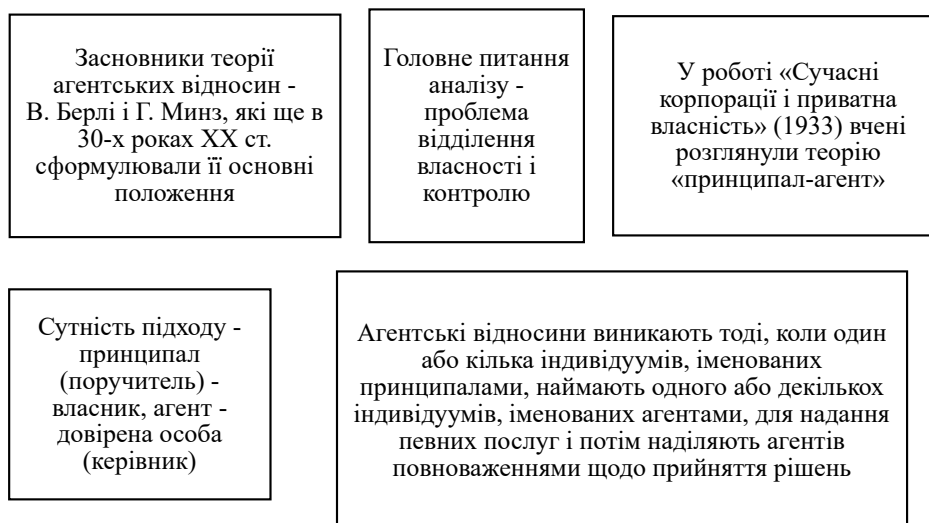 Засновники теорії
агентських відносин -
В. Берлі і Г. Минз, які ще в
30-х роках XX ст.
сформулювали її основні
положення
Головне питання
аналізу -
проблема
відділення
власності і
контролю
У роботі «Сучасні
корпорації і приватна
власність» (1933) вчені
розглянули теорію
«принципал-агент»
Сутність підходу -
принципал
(поручитель) -
власник, агент -
довірена особа
(керівник)
Агентські відносини виникають тоді, коли один
або кілька індивідуумів, іменованих
принципалами, наймають одного або декількох
індивідуумів, іменованих агентами, для надання
певних послуг і потім наділяють агентів
повноваженнями щодо прийняття рішень